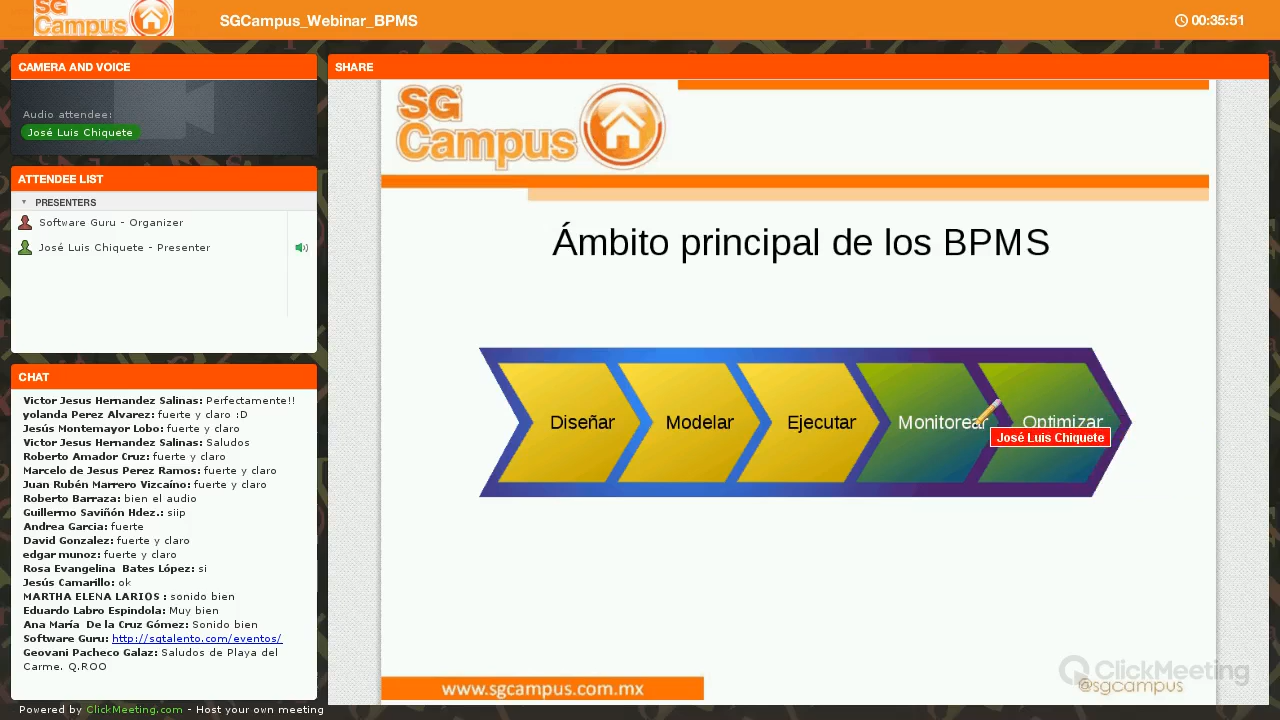 SG
Campus
SGCampus_Webinar_BPMS
00:35:51
CAMERA AND VOICE
Audio attendee:
José Luis Chiquete
ATTENDEE LIST
PRESENTERS
Software Guru - Organizer
José Luis Chiquete - Presenter
CHAT
Victor Jesus Hernandez Salinas: Perfectamente!!
yolanda Perez Alvarez: fuerte y claro :D
Jesús Montemayor Lobo: fuerte y claro
Victor Jesus Hernandez Salinas: Saludos
Roberto Amador Cruz: fuerte y claro
Marcelo de Jesus Perez Ramos: fuerte y claro
Juan Rubén Marrero Vizcaíno: fuerte y claro
Roberto Barraza: bien el audio
Guillermo Saviñón Hdez.: siip
Andrea Garcia: fuerte
David Gonzalez: fuerte y claro
edgar munoz: fuerte y claro
Rosa Evangelina Bates López: si
Jesús Camarillo: ok
MARTHA ELENA LARIOS : sonido bien
Eduardo Labro Espindola: Muy bien
Ana María De la Cruz Gómez: Sonido bien
Software Guru: http://sgtalento.com/eventos/
Geovani Pacheco Galaz: Saludos de Playa del
Carme. Q.ROO
Powered by ClickMeeting.com - Host your own meeting
SHARE
SG
Campus
Ámbito principal de los BPMS
Diseñar
Modelar
Ejecutar
Monitorear
Optimizar
José Luis Chiquete
www.sgcampus.com.mx
ClickMeeting
@sgcampus